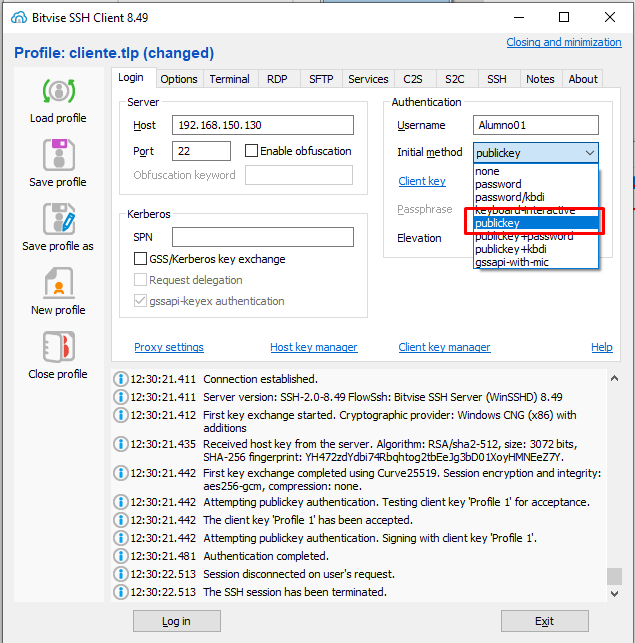 Bitvise SSH Client 8.49
Profile: cliente.tlp (changed)
Closing and minimization
Load profile
Save profile
Save profile as
New profile
Close profile
Login Options Terminal RDP SFTP Services C2S S2C SSH Notes About
Server
Host 192.168.150.130
Port 22 Enable obfuscation
Obfuscation keyword
Kerberos
SPN
GSS/Kerberos key exchange
Request delegation
gssapi-keyex authentication
Authentication
Username Alumno01
Initial method publickey
Client key
Passphrase
Elevation
none
password
password/kbdi
keyboard-interactive
publickey
publickey+password
publickey+kbdi
gssapi-with-mic
Proxy settings Host key manager Client key manager Help
12:30:21.411 Connection established.
12:30:21.411 Server version: SSH-2.0-8.49 FlowSsh: Bitvise SSH Server (WinSSHD) 8.49
12:30:21.412 First key exchange started. Cryptographic provider: Windows CNG (x86) with
additions
12:30:21.435 Received host key from the server. Algorithm: RSA/sha2-512, size: 3072 bits,
SHA-256 fingerprint: YH472zdYdbi74Rbqhtog2tbEeJg3bD01XoyHMNEeZ7Y.
12:30:21.442 First key exchange completed using Curve25519. Session encryption and integrity:
aes256-gcm, compression: none.
12:30:21.442 Attempting publickey authentication. Testing client key 'Profile 1' for acceptance.
12:30:21.442 The client key 'Profile 1' has been accepted.
12:30:21.442 Attempting publickey authentication. Signing with client key 'Profile 1'.
12:30:21.481 Authentication completed.
12:30:22.513 Session disconnected on user's request.
12:30:22.513 The SSH session has been terminated.
Log in Exit